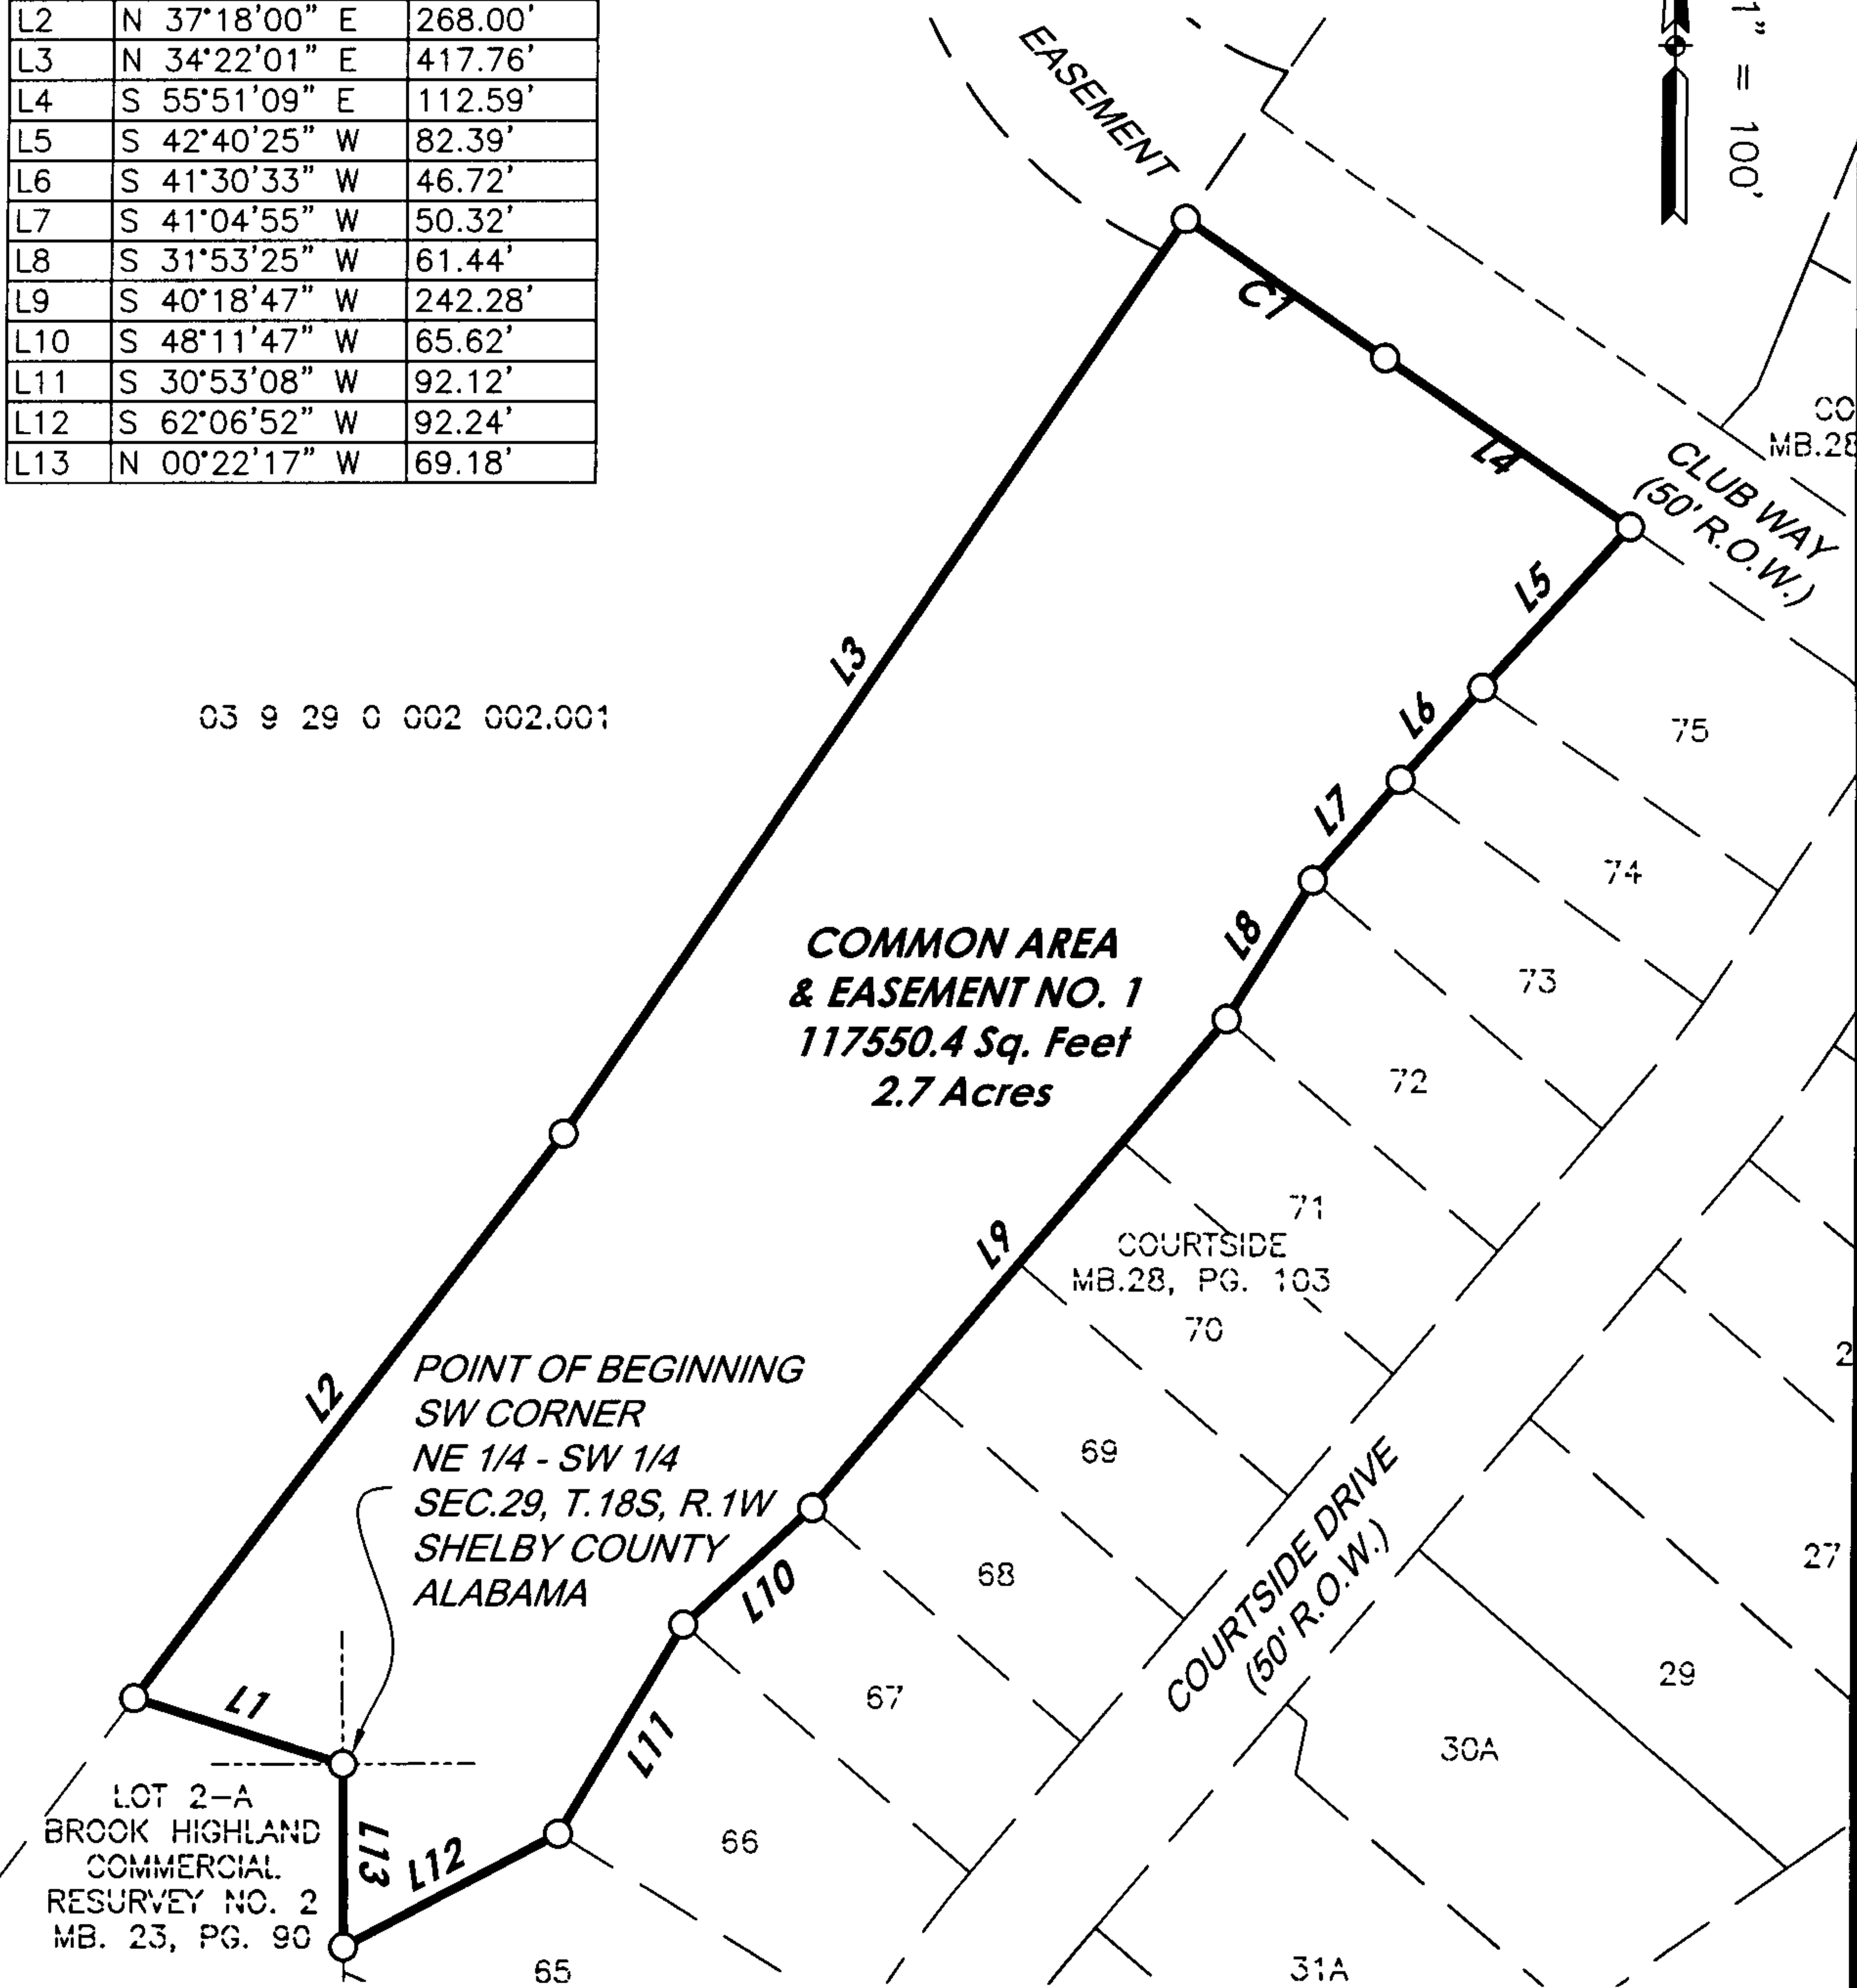 L2 N 37°18'00" E 268.00'
L3 N 34°22'01" E 417.76'
L4 S 55°51'09" E 112.59'
L5 S 42°40'25" W 82.39'
L6 S 41°30'33" W 46.72'
L7 S 41°04'55" W 50.32'
L8 S 31°53'25" W 61.44'
L9 S 40°18'47" W 242.28'
L10 S 48°11'47" W 65.62'
L11 S 30°53'08" W 92.12'
L12 S 62°06'52" W 92.24'
L13 N 00°22'17" W 69.18'
1" = 100'
EASEMENT
C1
L4
CO
MB.28
CLUB WAY
(50' R.O.W.)
L5
L3
L6
03 9 29 0 002 002.001
75
L7
74
L8
73
COMMON AREA
& EASEMENT NO. 1
117550.4 Sq. Feet
2.7 Acres
72
71
L9
COURTSIDE
MB.28, PG. 103
70
2
L2
POINT OF BEGINNING
SW CORNER
NE 1/4 - SW 1/4
SEC.29, T.18S, R.1W
SHELBY COUNTY
ALABAMA
69
COURTSIDE DRIVE
(50' R.O.W.)
27
68
L10
29
67
L1
L11
30A
LOT 2-A
BROOK HIGHLAND
COMMERCIAL
RESURVEY NO. 2
MB. 23, PG. 90
L13
L12
66
65
31A